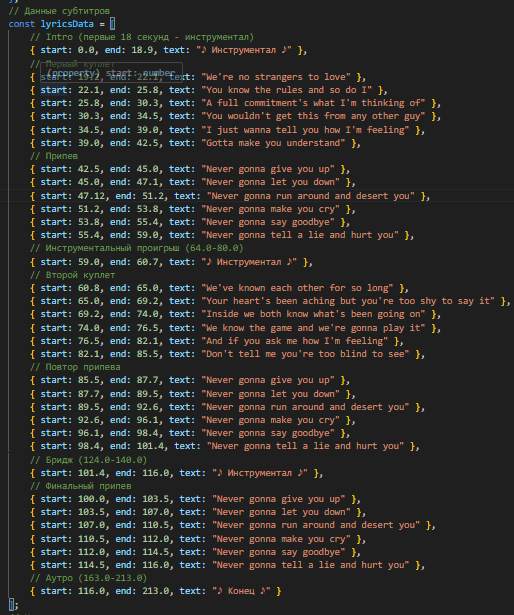 };
// Данные субтитров
const lyricsData = [
// Intro (первые 18 секунд - инструментал)
{ start: 0.0, end: 18.9, text: "♪ Инструментал ♪" },
// Первый куплет
(property) start: number
{ start: 19.2, end: 22.1, text: "We're no strangers to love" },
{ start: 22.1, end: 25.8, text: "You know the rules and so do I" },
{ start: 25.8, end: 30.3, text: "A full commitment's what I'm thinking of" },
{ start: 30.3, end: 34.5, text: "You wouldn't get this from any other guy" },
{ start: 34.5, end: 39.0, text: "I just wanna tell you how I'm feeling" },
{ start: 39.0, end: 42.5, text: "Gotta make you understand" },
// Припев
{ start: 42.5, end: 45.0, text: "Never gonna give you up" },
{ start: 45.0, end: 47.1, text: "Never gonna let you down" },
{ start: 47.12, end: 51.2, text: "Never gonna run around and desert you" },
{ start: 51.2, end: 53.8, text: "Never gonna make you cry" },
{ start: 53.8, end: 55.4, text: "Never gonna say goodbye" },
{ start: 55.4, end: 59.0, text: "Never gonna tell a lie and hurt you" },
// Инструментальный проигрыш (64.0-80.0)
{ start: 59.0, end: 60.7, text: "♪ Инструментал ♪" },
// Второй куплет
{ start: 60.8, end: 65.0, text: "We've known each other for so long" },
{ start: 65.0, end: 69.2, text: "Your heart's been aching but you're too shy to say it" },
{ start: 69.2, end: 74.0, text: "Inside we both know what's been going on" },
{ start: 74.0, end: 76.5, text: "We know the game and we're gonna play it" },
{ start: 76.5, end: 82.1, text: "And if you ask me how I'm feeling" },
{ start: 82.1, end: 85.5, text: "Don't tell me you're too blind to see" },
// Повтор припева
{ start: 85.5, end: 87.7, text: "Never gonna give you up" },
{ start: 87.7, end: 89.5, text: "Never gonna let you down" },
{ start: 89.5, end: 92.6, text: "Never gonna run around and desert you" },
{ start: 92.6, end: 96.1, text: "Never gonna make you cry" },
{ start: 96.1, end: 98.4, text: "Never gonna say goodbye" },
{ start: 98.4, end: 101.4, text: "Never gonna tell a lie and hurt you" },
// Бридж (124.0-140.0)
{ start: 101.4, end: 116.0, text: "♪ Инструментал ♪" },
// Финальный припев
{ start: 100.0, end: 103.5, text: "Never gonna give you up" },
{ start: 103.5, end: 107.0, text: "Never gonna let you down" },
{ start: 107.0, end: 110.5, text: "Never gonna run around and desert you" },
{ start: 110.5, end: 112.0, text: "Never gonna make you cry" },
{ start: 112.0, end: 114.5, text: "Never gonna say goodbye" },
{ start: 114.5, end: 116.0, text: "Never gonna tell a lie and hurt you" },
// Аутро (163.0-213.0)
{ start: 116.0, end: 213.0, text: "♪ Конец ♪" }
];